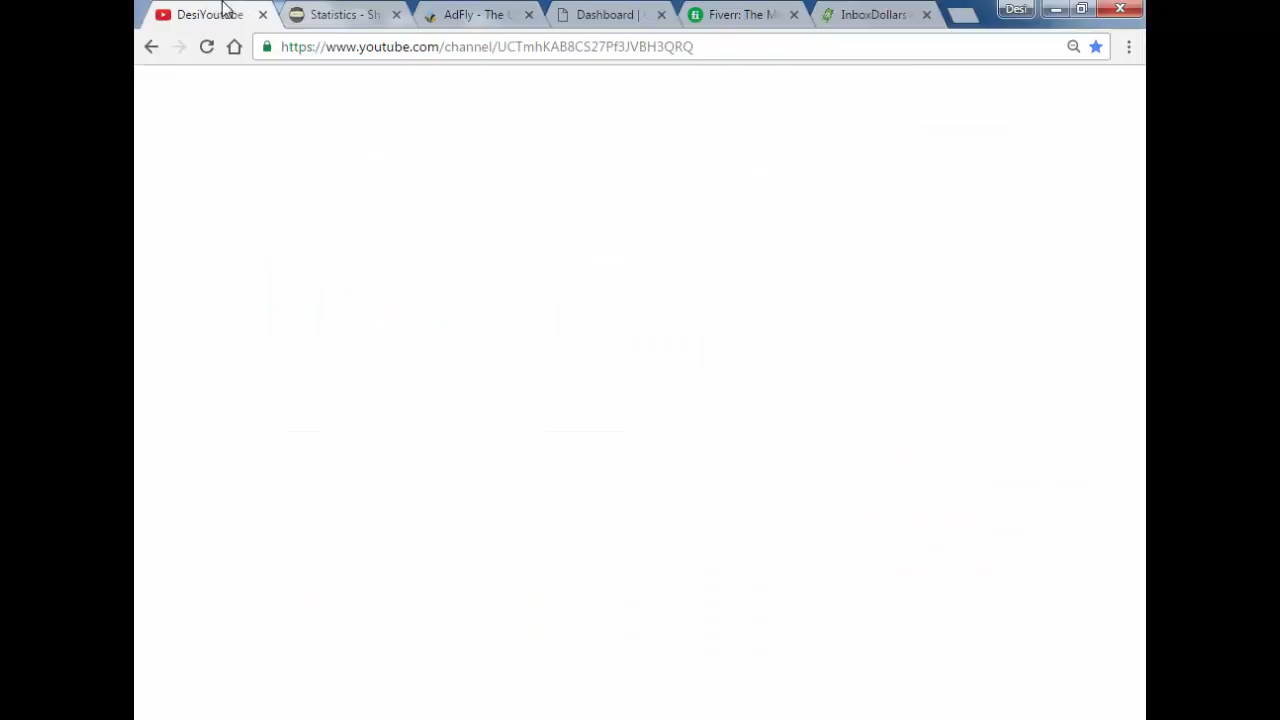 DesiYoutube
Statistics - Sh
AdFly - The U
Dashboard |
Fiverr: The M
InboxDollars
Desi
https://www.youtube.com/channel/UCTmhKAB8CS27Pf3JVBH3QRQ